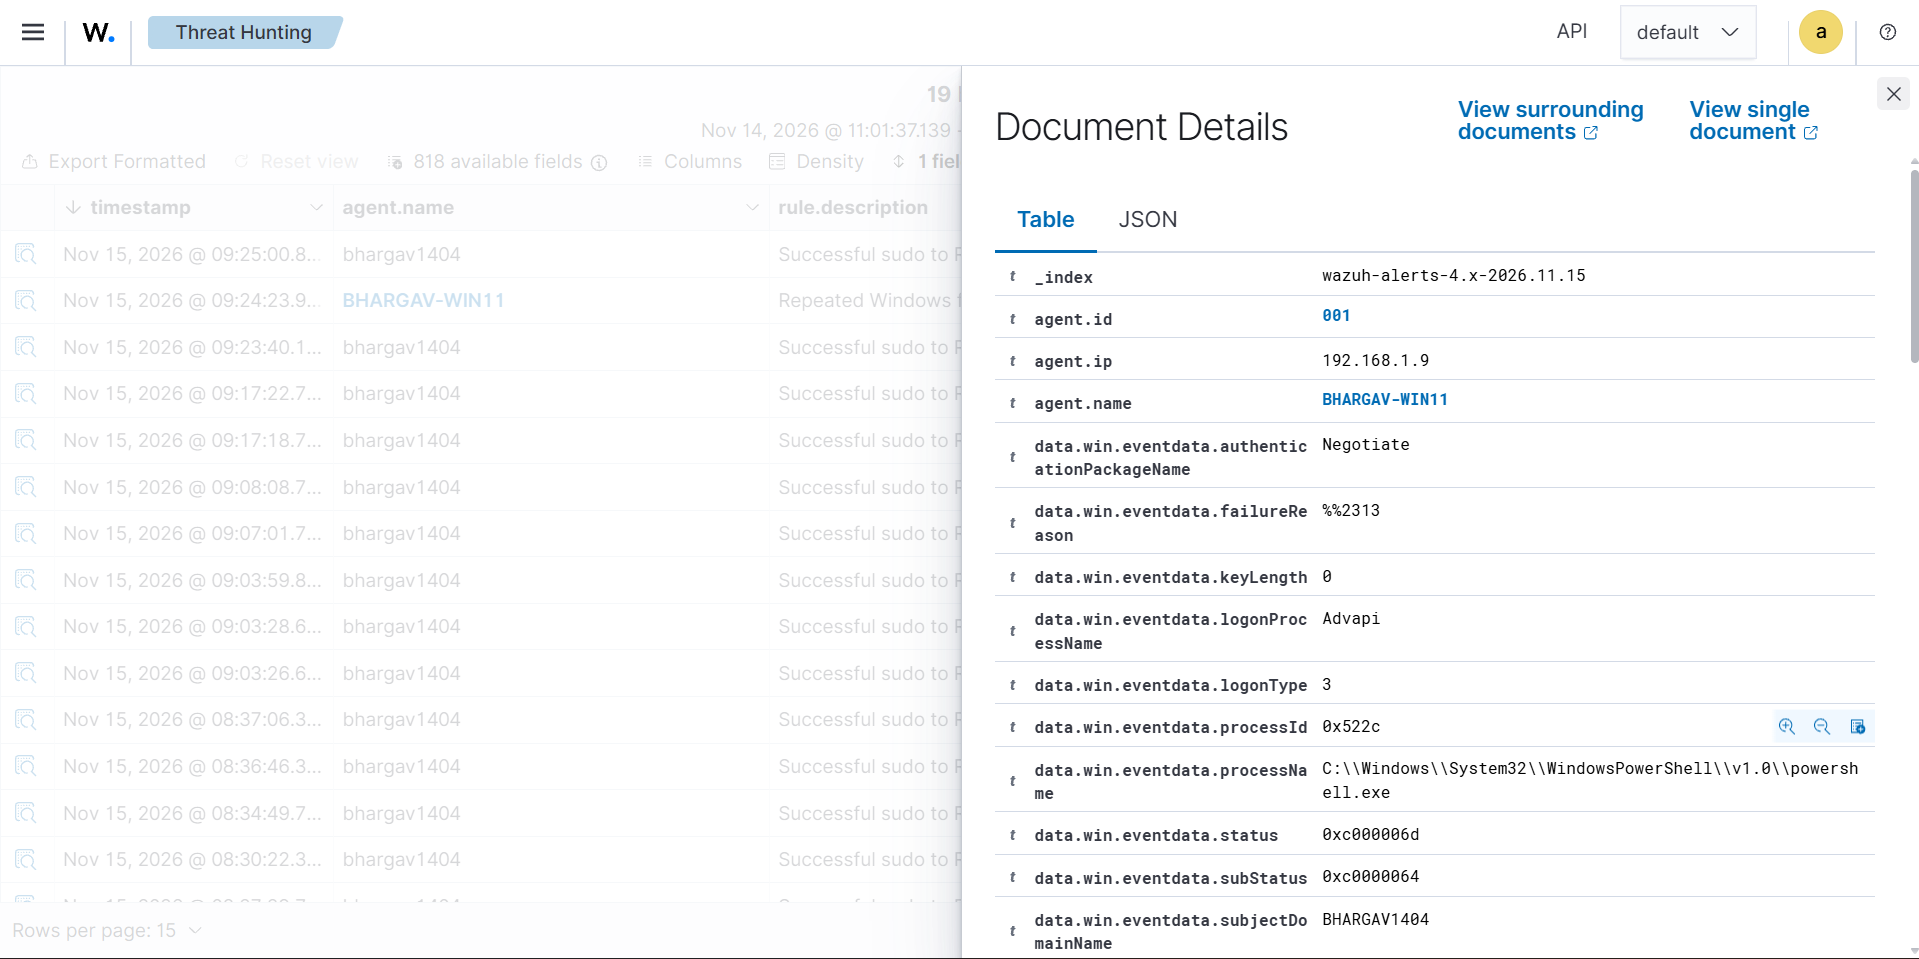 W.
Threat Hunting
API
default
a
19
Nov 14, 2026 @ 11:01:37.139 -
Export Formatted
Reset view
818 available fields
Columns
Density
timestamp
agent.name
rule.description
Nov 15, 2026 @ 09:25:00.8... bhargav1404 Successful sudo to
Nov 15, 2026 @ 09:24:23.9... BHARGAV-WIN11 Repeated Windows
Nov 15, 2026 @ 09:23:40.1... bhargav1404 Successful sudo to
Nov 15, 2026 @ 09:17:22.7... bhargav1404 Successful sudo to
Nov 15, 2026 @ 09:17:18.7... bhargav1404 Successful sudo to
Nov 15, 2026 @ 09:08:08.7... bhargav1404 Successful sudo to
Nov 15, 2026 @ 09:07:01.7... bhargav1404 Successful sudo to
Nov 15, 2026 @ 09:03:59.8... bhargav1404 Successful sudo to
Nov 15, 2026 @ 09:03:28.6... bhargav1404 Successful sudo to
Nov 15, 2026 @ 09:03:26.6... bhargav1404 Successful sudo to
Nov 15, 2026 @ 08:37:06.3... bhargav1404 Successful sudo to
Nov 15, 2026 @ 08:36:46.3... bhargav1404 Successful sudo to
Nov 15, 2026 @ 08:34:49.7... bhargav1404 Successful sudo to
Nov 15, 2026 @ 08:30:22.3... bhargav1404 Successful sudo to
Rows per page: 15
Document Details
View surrounding
documents
View single
document
Table
JSON
t _index wazuh-alerts-4.x-2026.11.15
t agent.id 001
t agent.ip 192.168.1.9
t agent.name BHARGAV-WIN11
t data.win.eventdata.authentic Negotiate
ationPackageName
t data.win.eventdata.failureRe %%2313
ason
t data.win.eventdata.keyLength 0
t data.win.eventdata.logonProc Advapi
essName
t data.win.eventdata.logonType 3
t data.win.eventdata.processId 0x522c
t data.win.eventdata.processNa C:\\Windows\\System32\\WindowsPowerShell\\v1.0\\powersh
me ell.exe
t data.win.eventdata.status 0xc000006d
t data.win.eventdata.subStatus 0xc0000064
t data.win.eventdata.subjectDo BHARGAV1404
mainName